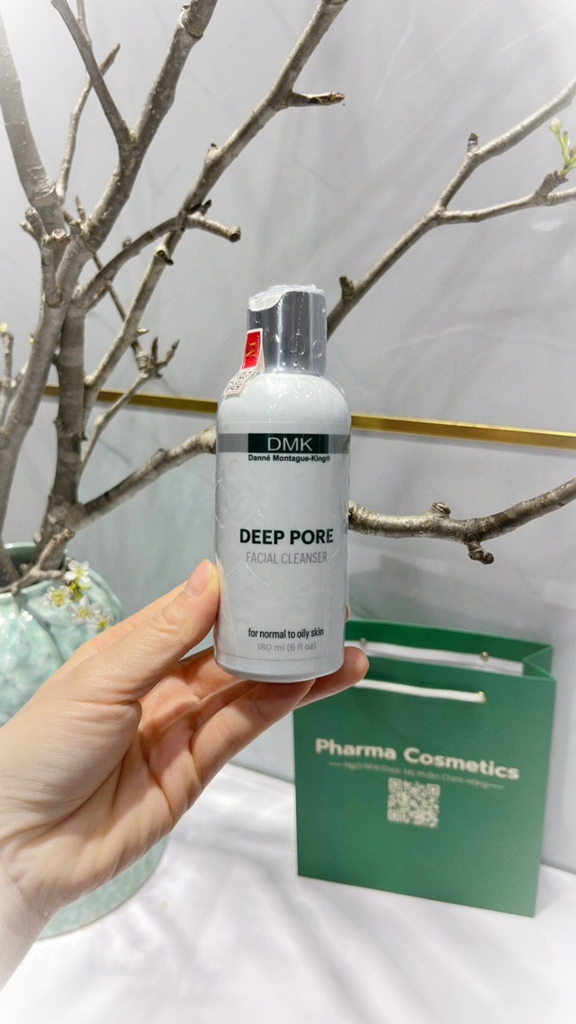 DMK
Danné Montague-King®
DEEP PORE
FACIAL CLEANSER
for normal to oily skin
180 ml (6 fl oz)
Pharma Cosmetics